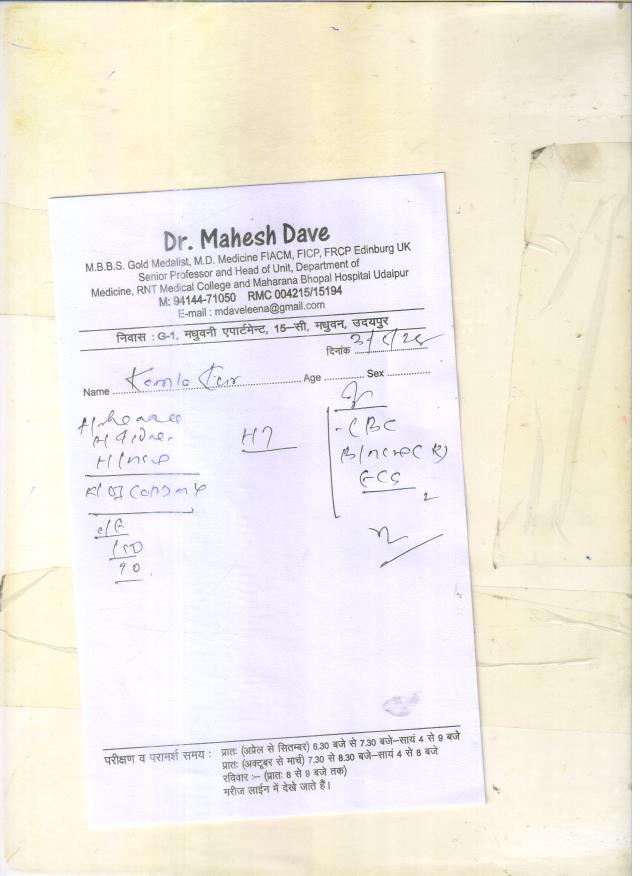 Dr. Mahesh Dave
M.B.B.S. Gold Medalist, M.D. Medicine FIACM, FICP, FRCP Edinburg UK
Senior Professor and Head of Unit, Department of
Medicine, RNT Medical College and Maharana Bhopal Hospital Udaipur
M: 94144-71050 RMC 004215/15194
E-mail : mdaveleena@gmail.com
निवास : G-1, मधुवनी एपार्टमेन्ट, 15-सी, मधुवन, उदयपुर
दिनांक
Name Age Sex
CBC
H/
150
90
परीक्षण व परामर्श समय : प्रातः (अप्रेल से सितम्बर) 6.30 बजे से 7.30 बजे-सायं 4 से 9 बजे
प्रातः (अक्टूबर से मार्च) 7.30 से 8.30 बजे-सायं 4 से 8 बजे
रविवार :- (प्रातः 8 से 9 बजे तक)
मरीज लाईन में देखे जाते हैं।